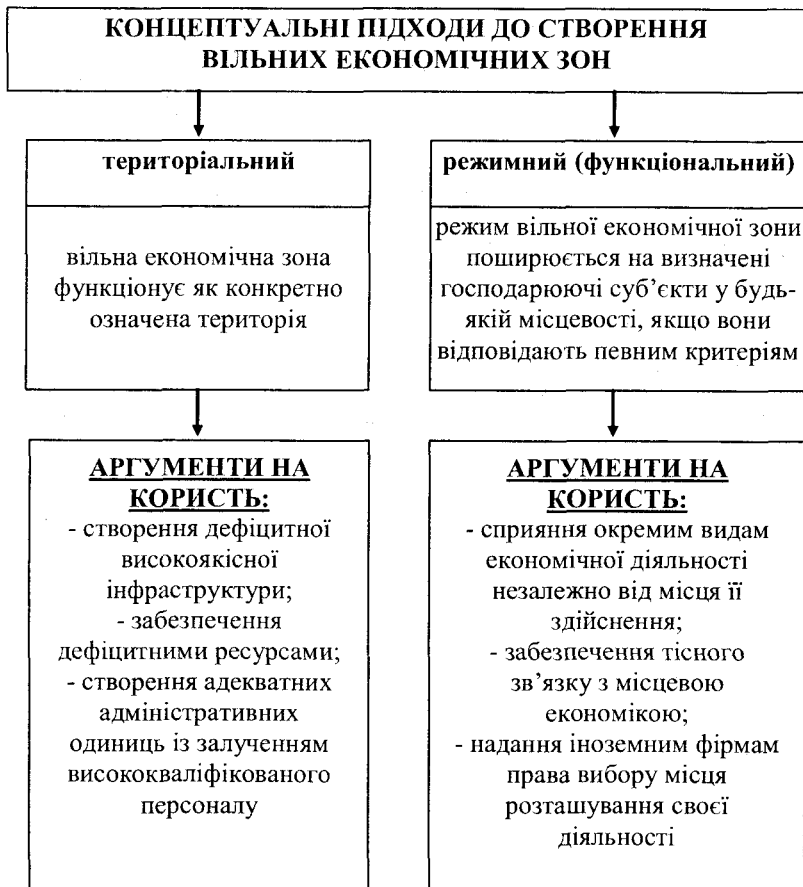 КОНЦЕПТУАЛЬНІ ПІДХОДИ ДО СТВОРЕННЯ
ВІЛЬНИХ ЕКОНОМІЧНИХ ЗОН
територіальний
вільна економічна зона
функціонує як конкретно
означена територія
АРГУМЕНТИ НА
КОРИСТЬ:
- створення дефіцитної
високоякісної
інфраструктури;
- забезпечення
дефіцитними ресурсами;
- створення адекватних
адміністративних
одиниць із залученням
висококваліфікованого
персоналу
режимний (функціональний)
режим вільної економічної зони
поширюється на визначені
господарюючі суб’єкти у будь-
якій місцевості, якщо вони
відповідають певним критеріям
АРГУМЕНТИ НА
КОРИСТЬ:
- сприяння окремим видам
економічної діяльності
незалежно від місця її
здійснення;
- забезпечення тісного
зв’язку з місцевою
економікою;
- надання іноземним фірмам
права вибору місця
розташування своєї
діяльності